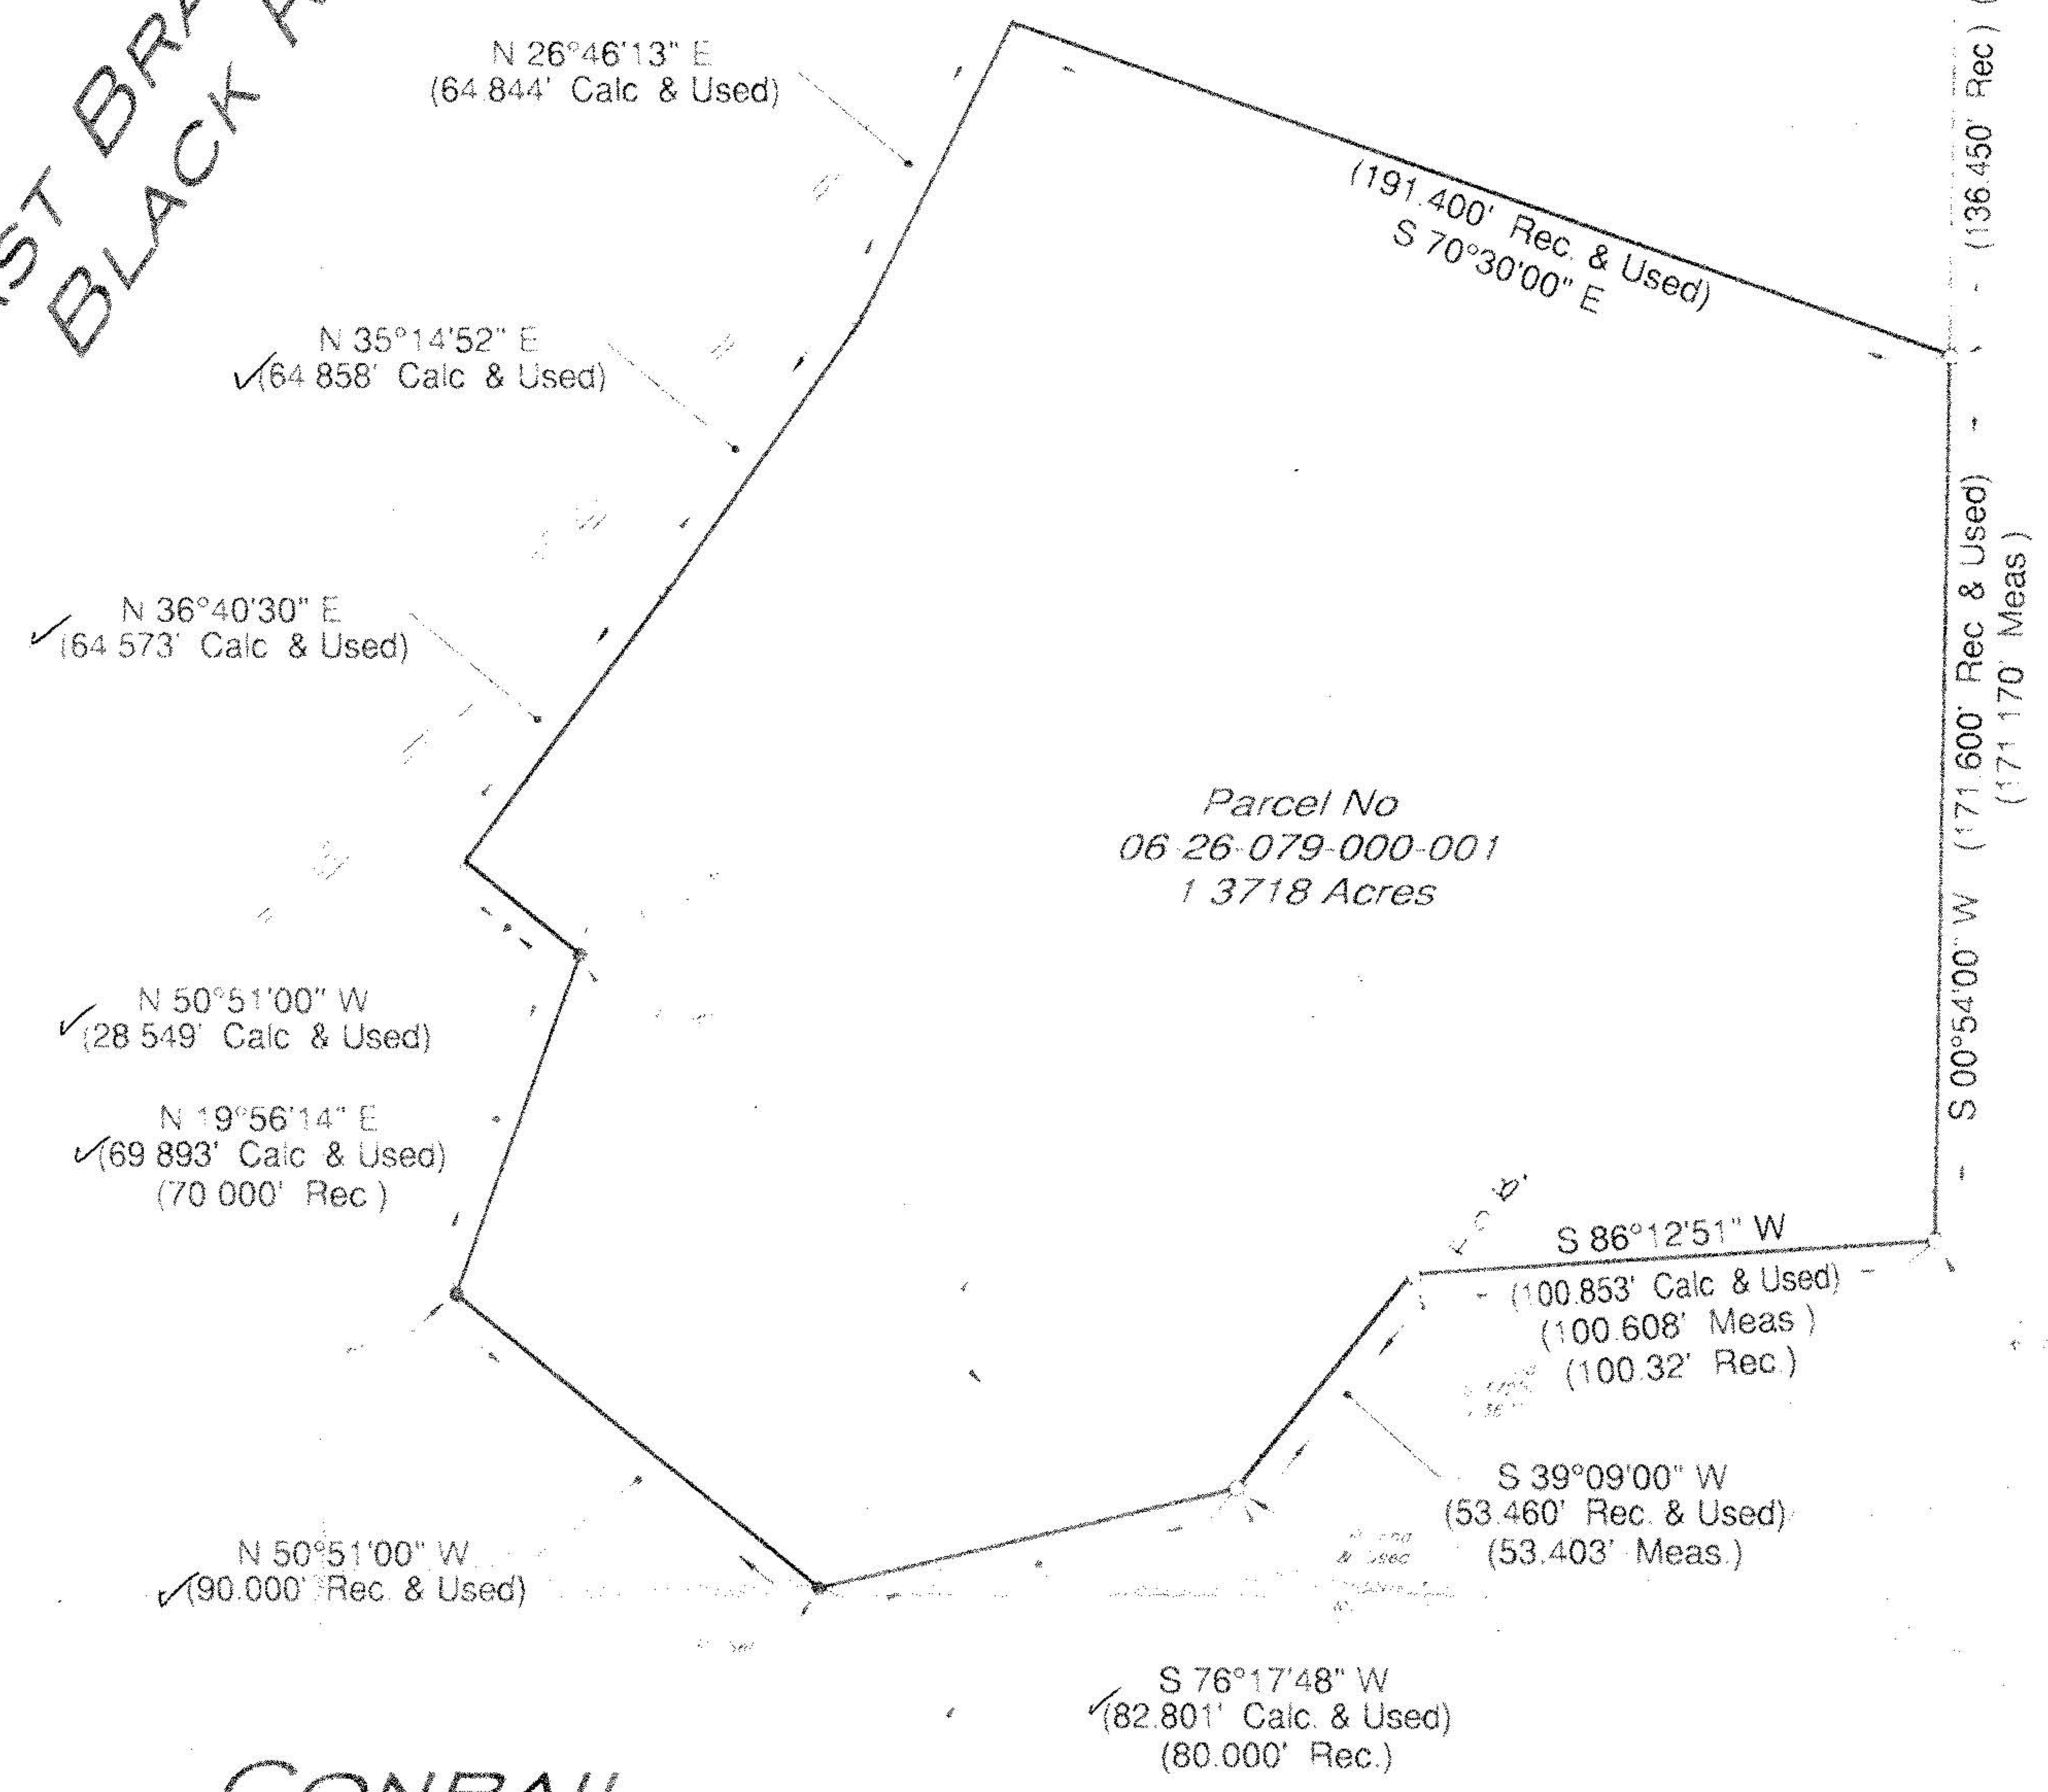 BLACK
N 26°46'13" E
(64.844' Calc & Used)
(136.450' Rec)
(191.400' Rec. & Used)
S 70°30'00" E
N 35°14'52" E
(64 858' Calc & Used)
N 36°40'30" E
(64 573' Calc & Used)
S 00°54'00" W (171.600' Rec & Used)
(171 170' Meas)
Parcel No
06 26-079-000-001
1 3718 Acres
N 50°51'00" W
(28 549' Calc & Used)
N 19°56'14" E
(69 893' Calc & Used)
(70 000' Rec)
S 86°12'51" W
(100.853' Calc & Used)
(100.608' Meas)
(100.32' Rec.)
S 39°09'00" W
(53.460' Rec. & Used)
(53.403' Meas.)
N 50°51'00" W
(90.000' Rec. & Used)
S 76°17'48" W
(82.801' Calc. & Used)
(80.000' Rec.)